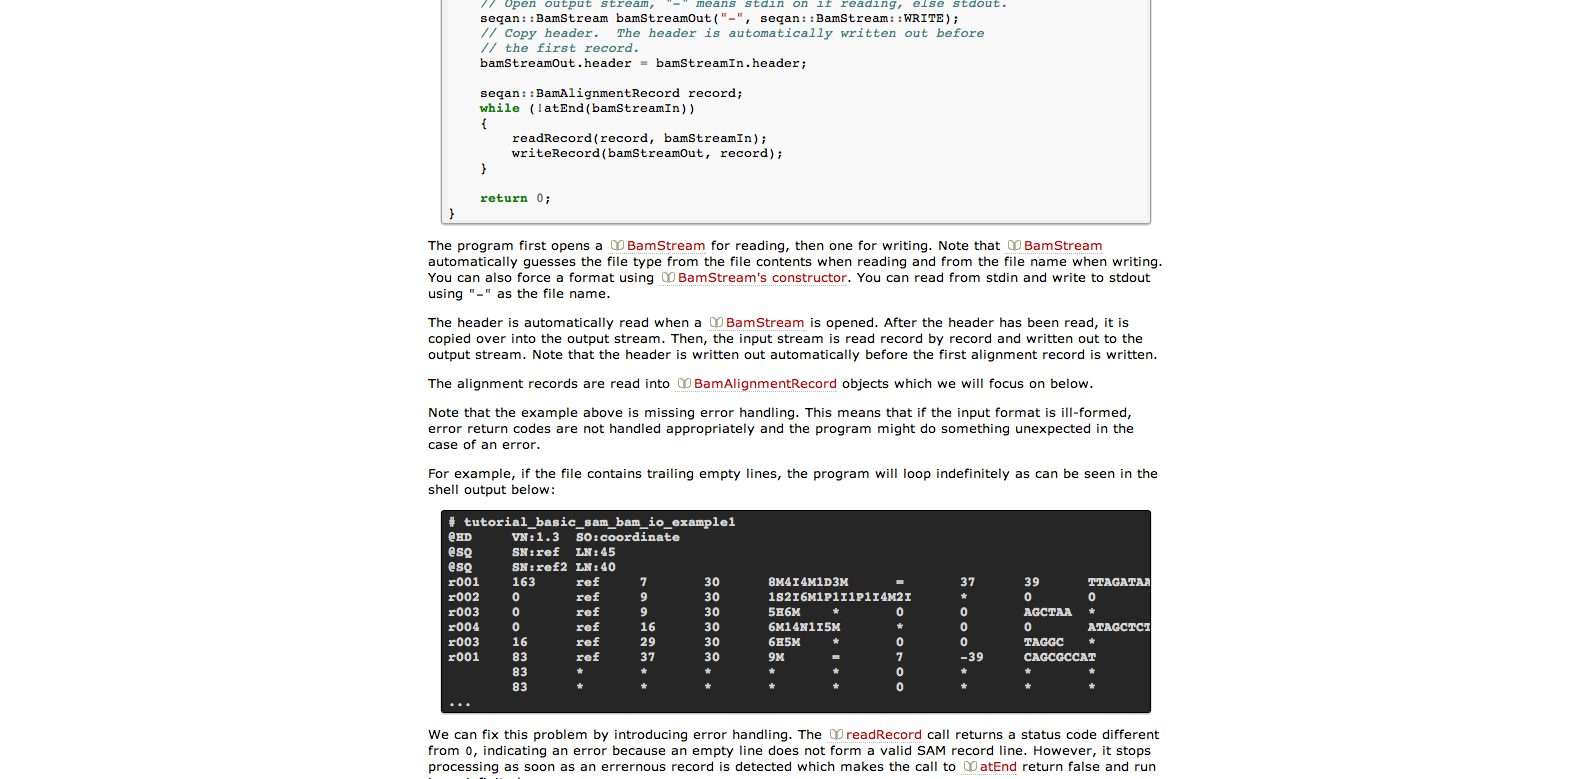 // Open output stream, "-" means stdin on if reading, else stdout.
seqan::BamStream bamStreamOut("-", seqan::BamStream::WRITE);
// Copy header.  The header is automatically written out before
// the first record.
bamStreamOut.header = bamStreamIn.header;
seqan::BamAlignmentRecord record;
while (!atEnd(bamStreamIn))
{
readRecord(record, bamStreamIn);
writeRecord(bamStreamOut, record);
}
return 0;
}
The program first opens a BamStream for reading, then one for writing. Note that BamStream
automatically guesses the file type from the file contents when reading and from the file name when writing.
You can also force a format using BamStream's constructor. You can read from stdin and write to stdout
using "-" as the file name.
The header is automatically read when a BamStream is opened. After the header has been read, it is
copied over into the output stream. Then, the input stream is read record by record and written out to the
output stream. Note that the header is written out automatically before the first alignment record is written.
The alignment records are read into BamAlignmentRecord objects which we will focus on below.
Note that the example above is missing error handling. This means that if the input format is ill-formed,
error return codes are not handled appropriately and the program might do something unexpected in the
case of an error.
For example, if the file contains trailing empty lines, the program will loop indefinitely as can be seen in the
shell output below:
# tutorial_basic_sam_bam_io_example1
@HD VN:1.3 SO:coordinate
@SQ SN:ref LN:45
@SQ SN:ref2 LN:40
r001 163 ref 7 30 8M4I4M1D3M = 37 39 TTAGATAA
r002 0 ref 9 30 1S2I6M1P1I1P1I4M2I * 0 0
r003 0 ref 9 30 5H6M * 0 0 AGCTAA *
r004 0 ref 16 30 6M14N1I5M * 0 0 ATAGCTCT
r003 16 ref 29 30 6H5M * 0 0 TAGGC *
r001 83 ref 37 30 9M = 7 -39 CAGCGCCAT
83 * * * * * 0 * * *
83 * * * * * 0 * * *
...
We can fix this problem by introducing error handling. The readRecord call returns a status code different
from 0, indicating an error because an empty line does not form a valid SAM record line. However, it stops
processing as soon as an errernous record is detected which makes the call to atEnd return false and run